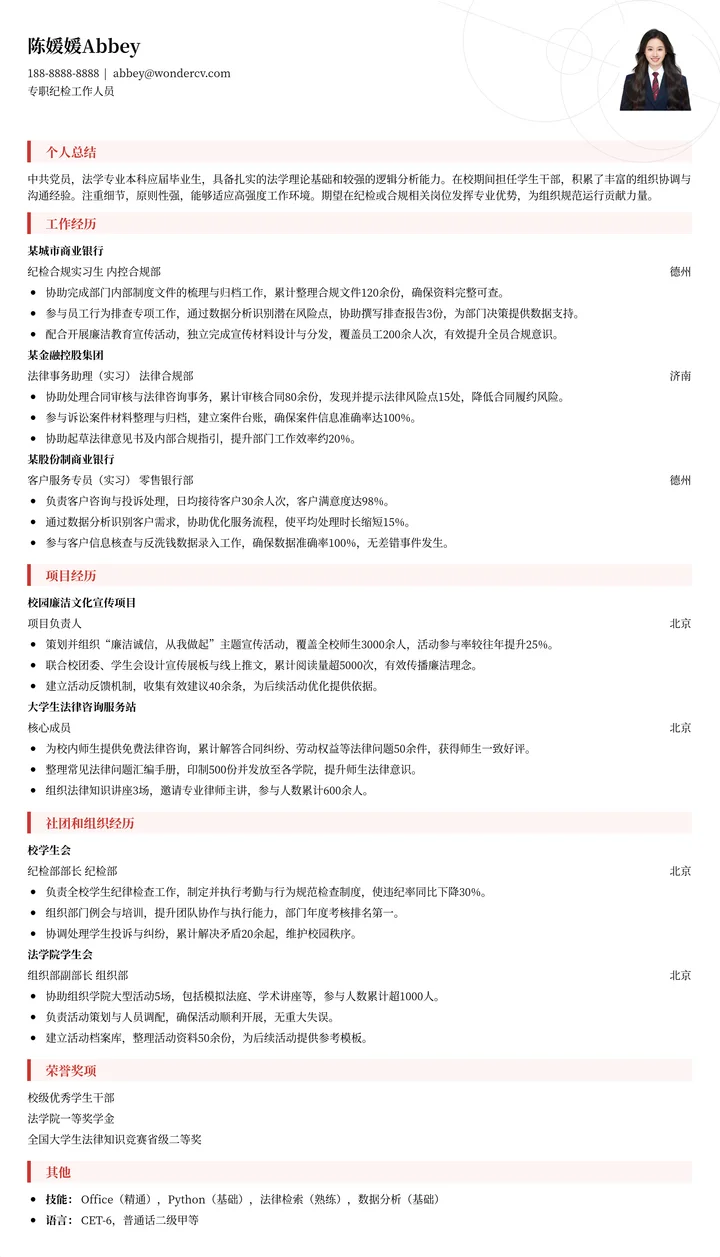 陈媛媛Abbey
188-8888-8888 | abbey@wondercv.com
专职纪检工作人员
个人总结
中共党员，法学专业本科应届毕业生，具备扎实的法学理论基础和较强的逻辑分析能力。在校期间担任学生干部，积累了丰富的组织协调与
沟通经验。注重细节，原则性强，能够适应高强度工作环境。期望在纪检或合规相关岗位发挥专业优势，为组织规范运行贡献力量。
工作经历
某城市商业银行
纪检合规实习生 内控合规部 德州
• 协助完成部门内部制度文件的梳理与归档工作，累计整理合规文件120余份，确保资料完整可查。
• 参与员工行为排查专项工作，通过数据分析识别潜在风险点，协助撰写排查报告3份，为部门决策提供数据支持。
• 配合开展廉洁教育宣传活动，独立完成宣传材料设计与分发，覆盖员工200余人次，有效提升全员合规意识。
某金融控股集团
法律事务助理（实习） 法律合规部 济南
• 协助处理合同审核与法律咨询事务，累计审核合同80余份，发现并提示法律风险点15处，降低合同履约风险。
• 参与诉讼案件材料整理与归档，建立案件台账，确保案件信息准确率达100%。
• 协助起草法律意见书及内部合规指引，提升部门工作效率约20%。
某股份制商业银行
客户服务专员（实习） 零售银行部 德州
• 负责客户咨询与投诉处理，日均接待客户30余人次，客户满意度达98%。
• 通过数据分析识别客户需求，协助优化服务流程，使平均处理时长缩短15%。
• 参与客户信息核查与反洗钱数据录入工作，确保数据准确率100%，无差错事件发生。
项目经历
校园廉洁文化宣传项目
项目负责人 北京
• 策划并组织“廉洁诚信，从我做起”主题宣传活动，覆盖全校师生3000余人，活动参与率较往年提升25%。
• 联合校团委、学生会设计宣传展板与线上推文，累计阅读量超5000次，有效传播廉洁理念。
• 建立活动反馈机制，收集有效建议40余条，为后续活动优化提供依据。
大学生法律咨询服务站
核心成员 北京
• 为校内师生提供免费法律咨询，累计解答合同纠纷、劳动权益等法律问题50余件，获得师生一致好评。
• 整理常见法律问题汇编手册，印制500份并发放至各学院，提升师生法律意识。
• 组织法律知识讲座3场，邀请专业律师主讲，参与人数累计600余人。
社团和组织经历
校学生会
纪检部部长 纪检部 北京
• 负责全校学生纪律检查工作，制定并执行考勤与行为规范检查制度，使违纪率同比下降30%。
• 组织部门例会与培训，提升团队协作与执行能力，部门年度考核排名第一。
• 协调处理学生投诉与纠纷，累计解决矛盾20余起，维护校园秩序。
法学院学生会
组织部副部长 组织部 北京
• 协助组织学院大型活动5场，包括模拟法庭、学术讲座等，参与人数累计超1000人。
• 负责活动策划与人员调配，确保活动顺利开展，无重大失误。
• 建立活动档案库，整理活动资料50余份，为后续活动提供参考模板。
荣誉奖项
校级优秀学生干部
法学院一等奖学金
全国大学生法律知识竞赛省级二等奖
其他
• 技能： Office（精通）, Python（基础）, 法律检索（熟练）, 数据分析（基础）
• 语言： CET-6，普通话二级甲等